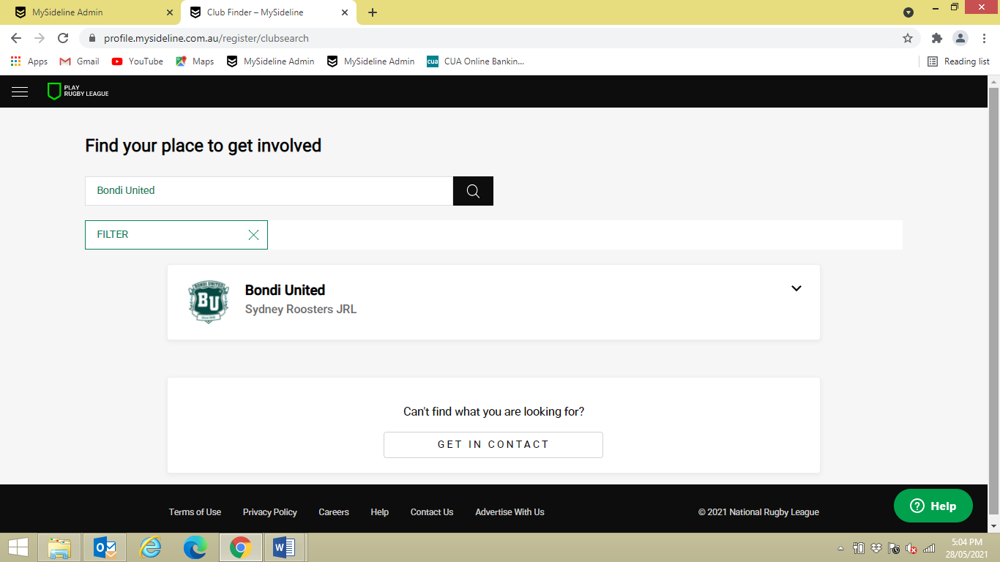 MySideline Admin
Club Finder – MySideline
profile.mysideline.com.au/register/clubsearch
Apps
Gmail
YouTube
Maps
MySideline Admin
MySideline Admin
cua
CUA Online Bankin...
Reading list
PLAY
RUGBY LEAGUE
Find your place to get involved
Bondi United
FILTER
BONDI UNITED
BU
Bondi United
Sydney Roosters JRL
Can't find what you are looking for?
GET IN CONTACT
Terms of Use
Privacy Policy
Careers
Help
Contact Us
Advertise With Us
© 2021 National Rugby League
Help
5:04 PM
28/05/2021